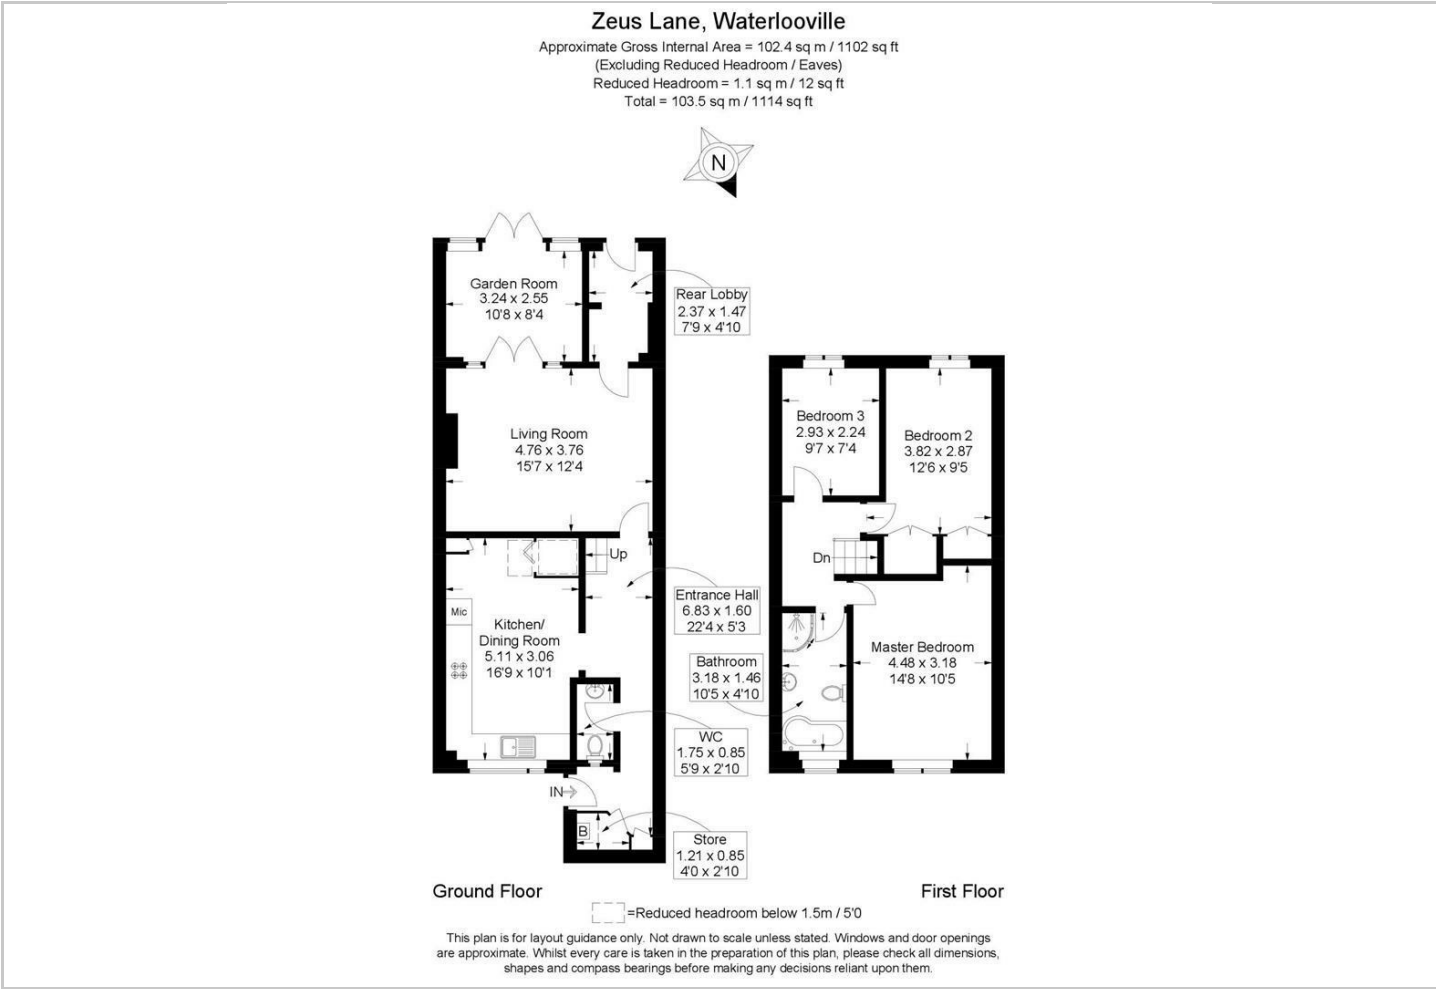 Zeus Lane, Waterlooville
Approximate Gross Internal Area = 102.4 sq m / 1102 sq ft
(Excluding Reduced Headroom / Eaves)
Reduced Headroom = 1.1 sq m / 12 sq ft
Total = 103.5 sq m / 1114 sq ft
N
Garden Room
3.24 x 2.55
10'8 x 8'4
Rear Lobby
2.37 x 1.47
7'9 x 4'10
Living Room
4.76 x 3.76
15'7 x 12'4
Up
Entrance Hall
6.83 x 1.60
22'4 x 5'3
Mic
Kitchen/
Dining Room
5.11 x 3.06
16'9 x 10'1
Bathroom
3.18 x 1.46
10'5 x 4'10
WC
1.75 x 0.85
5'9 x 2'10
IN
B
Store
1.21 x 0.85
4'0 x 2'10
Bedroom 3
2.93 x 2.24
9'7 x 7'4
Bedroom 2
3.82 x 2.87
12'6 x 9'5
Dn
Master Bedroom
4.48 x 3.18
14'8 x 10'5
Ground Floor
First Floor
=Reduced headroom below 1.5m / 5'0
This plan is for layout guidance only. Not drawn to scale unless stated. Windows and door openings
are approximate. Whilst every care is taken in the preparation of this plan, please check all dimensions,
shapes and compass bearings before making any decisions reliant upon them.